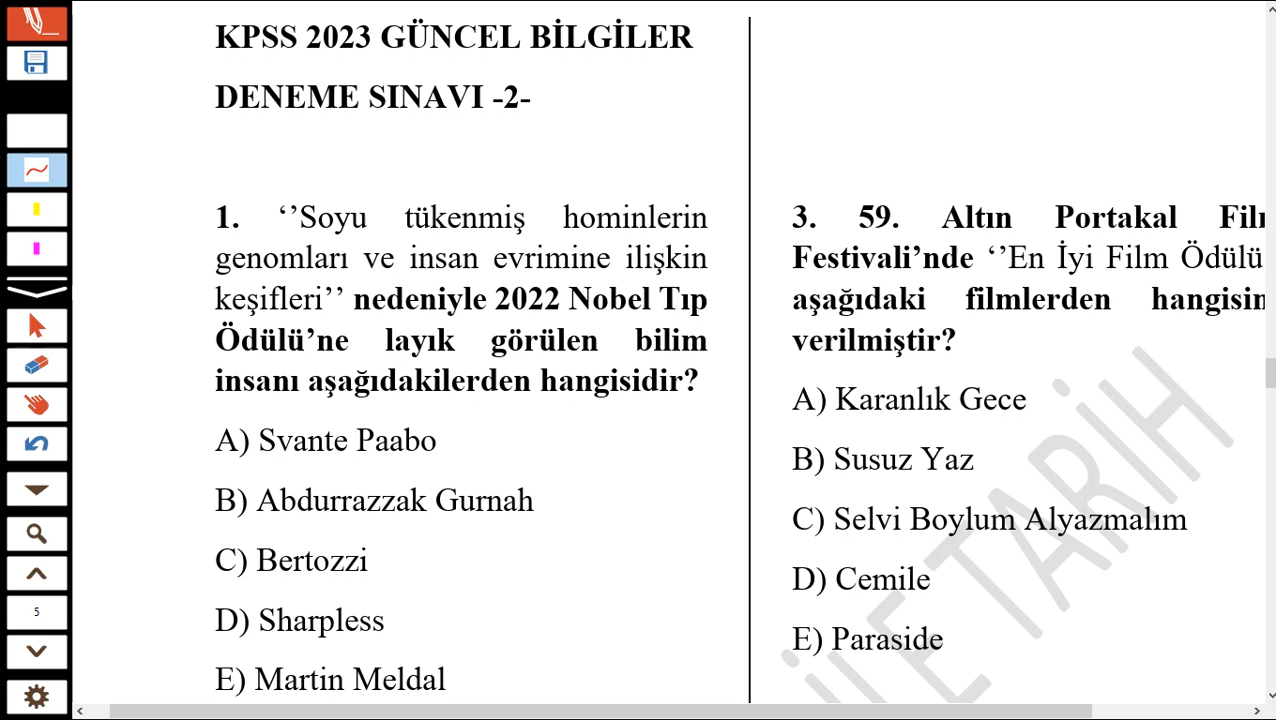 KPSS 2023 GÜNCEL BİLGİLER
DENEME SINAVI -2-
1. ‘’Soyu tükenmiş hominlerin
genomları ve insan evrimine ilişkin
keşifleri’’ nedeniyle 2022 Nobel Tıp
Ödülü’ne layık görülen bilim
insanı aşağıdakilerden hangisidir?
A) Svante Paabo
B) Abdurrazzak Gurnah
C) Bertozzi
D) Sharpless
E) Martin Meldal
3. 59. Altın Portakal
Festivali’nde ‘’En İyi Film Ödülü
aşağıdaki filmlerden
verilmiştir?
A) Karanlık Gece
B) Susuz Yaz
C) Selvi Boylum Alyazmalım
D) Cemile
E) Paraside
İLE TARİH
5